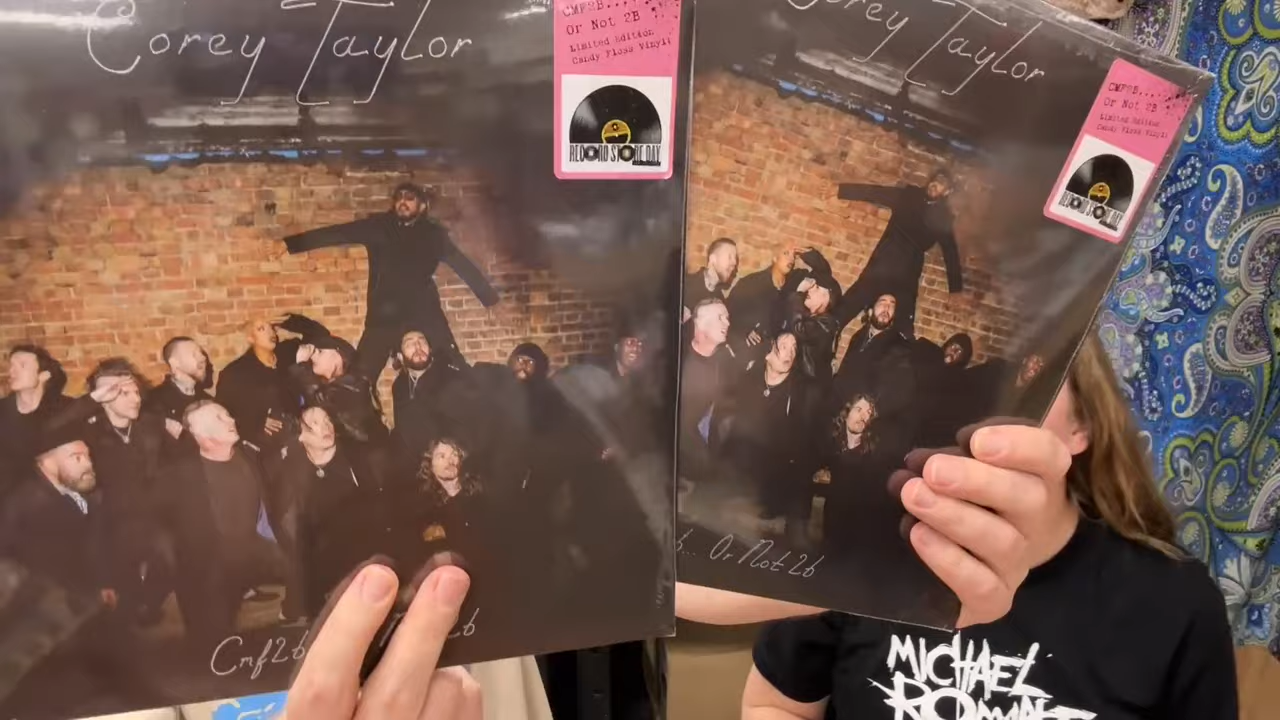 Corey Taylor
CMF2B....
Or Not 2B
Limited Edition
Candy Floss Vinyl!
RECORD STORE DAY
Cmf2b
2b
Corey Taylor
CMF2B....
Or Not 2B
Limited Edition
Candy Floss Vinyl!
RECORD STORE DAY
b... Or Not 2b
MICHAEL